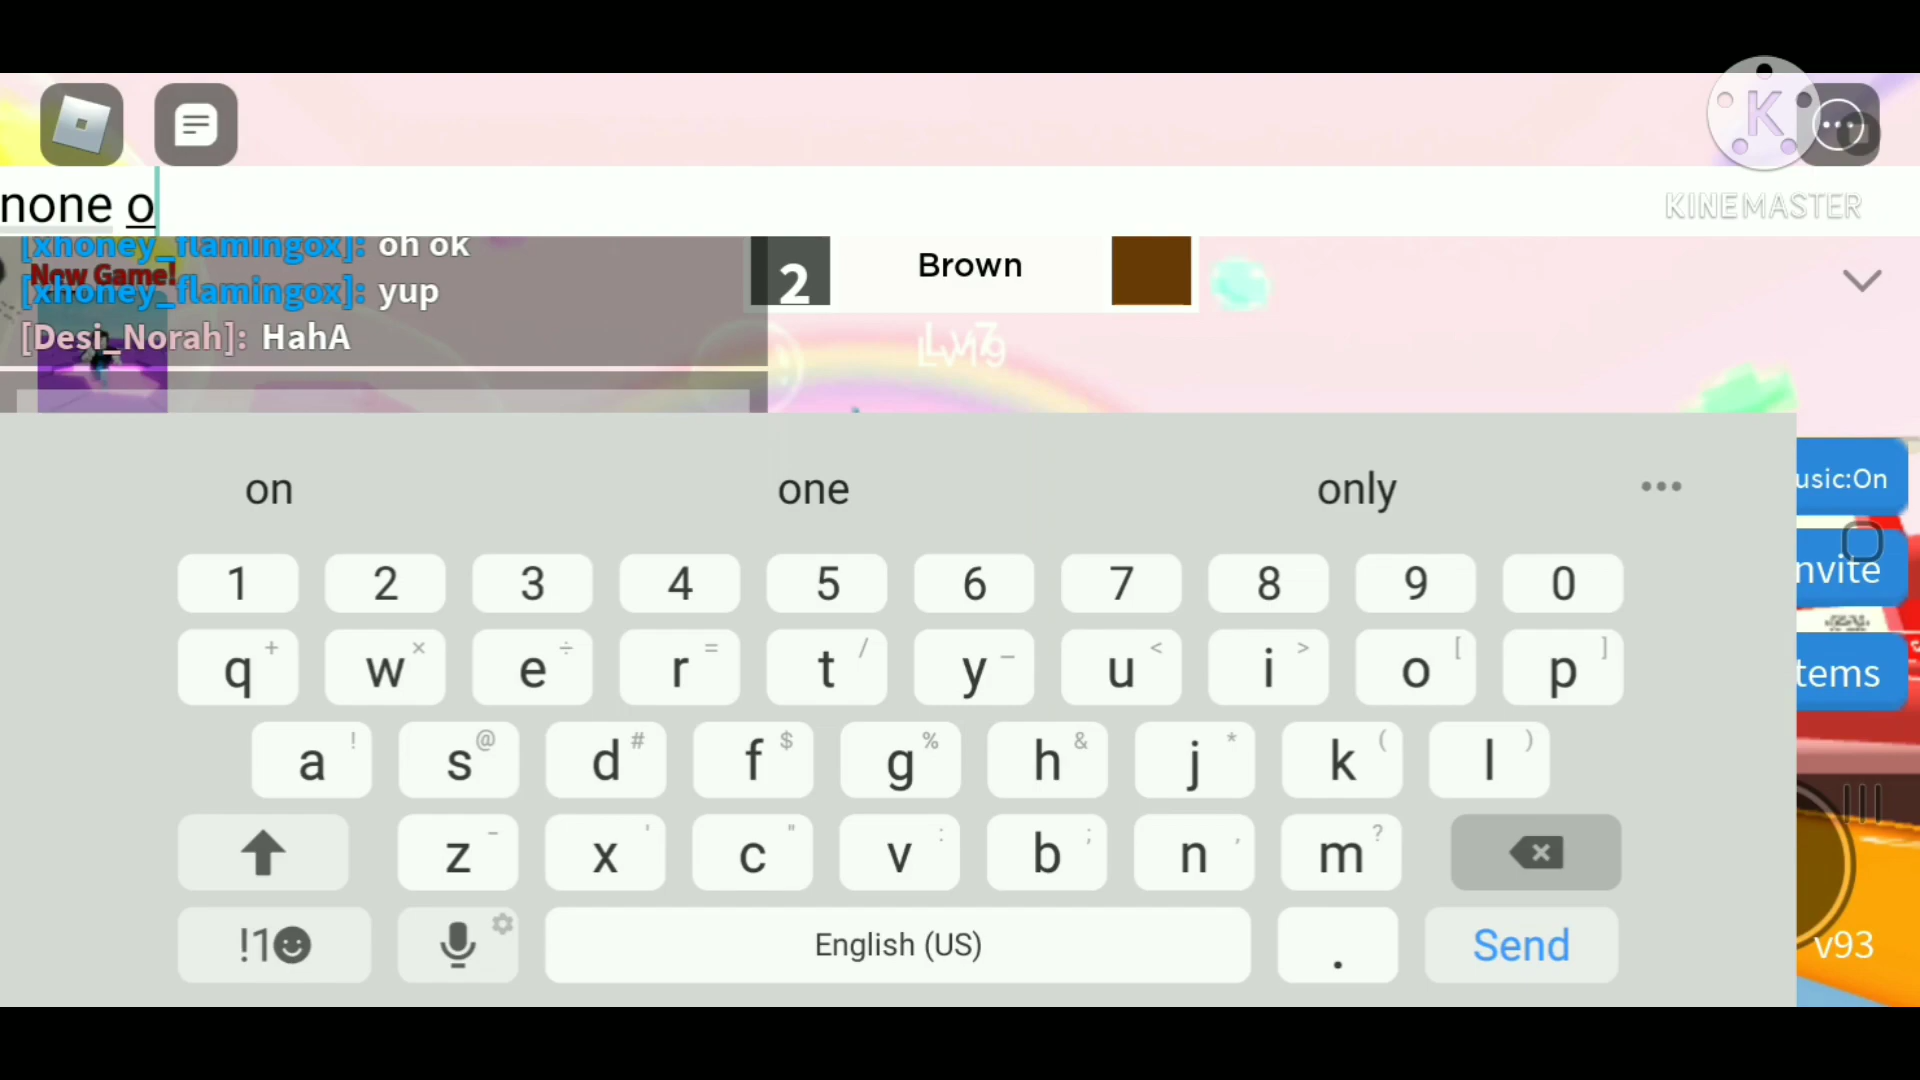 K
KINEMASTER
none o
[xhoney_flamingox]: oh ok
[xhoney_flamingox]: yup
[Desi_Norah]: HahA
New Game!
2
Brown
Lv7
on one only
usic:On
nvite
tems
1 2 3 4 5 6 7 8 9 0
q + w × e ÷ r = t / y _ u < i > o [ p ]
a ! s @ d # f $ g % h & j * k ( l )
z - x ' c " v : b ; n , m ?
!1
English (US)
.
Send
v93